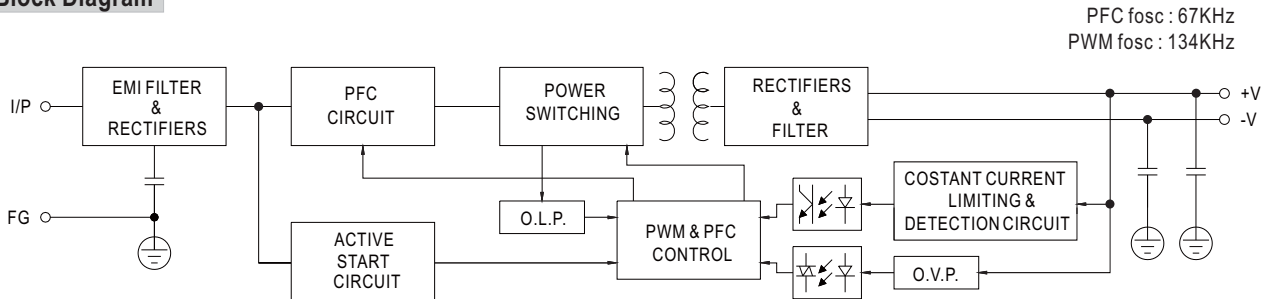 Block Diagram
PFC fosc : 67KHz
PWM fosc : 134KHz
I/P
EMI FILTER
&
RECTIFIERS
PFC
CIRCUIT
POWER
SWITCHING
RECTIFIERS
&
FILTER
+V
-V
FG
O.L.P.
PWM & PFC
CONTROL
COSTANT CURRENT
LIMITING &
DETECTION CIRCUIT
ACTIVE
START
CIRCUIT
O.V.P.